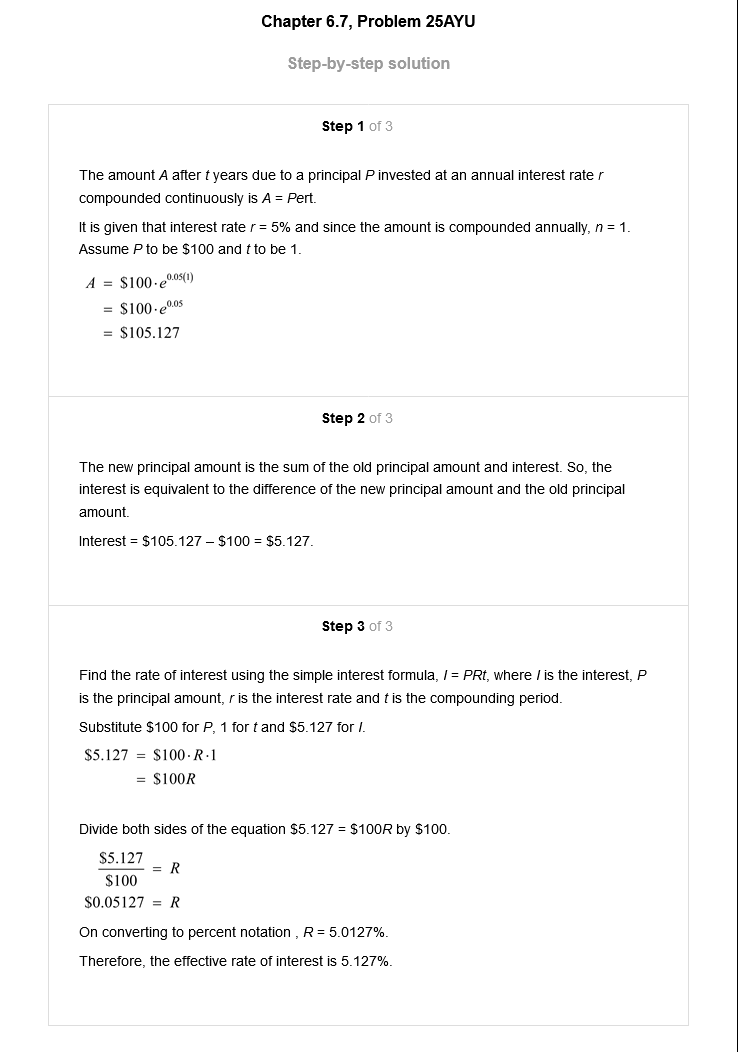 Chapter 6.7, Problem 25AYU
Step-by-step solution
Step 1 of 3
The amount A after t years due to a principal P invested at an annual interest rate r
compounded continuously is A = Pert.
It is given that interest rate r = 5% and since the amount is compounded annually, n = 1.
Assume P to be $100 and t to be 1.
A = $100·e^0.05(1)
= $100·e^0.05
= $105.127
Step 2 of 3
The new principal amount is the sum of the old principal amount and interest. So, the
interest is equivalent to the difference of the new principal amount and the old principal
amount.
Interest = $105.127 – $100 = $5.127.
Step 3 of 3
Find the rate of interest using the simple interest formula, I = PRt, where I is the interest, P
is the principal amount, r is the interest rate and t is the compounding period.
Substitute $100 for P, 1 for t and $5.127 for I.
$5.127 = $100·R·1
= $100R
Divide both sides of the equation $5.127 = $100R by $100.
$5.127
= R
$100
$0.05127 = R
On converting to percent notation , R = 5.0127%.
Therefore, the effective rate of interest is 5.127%.